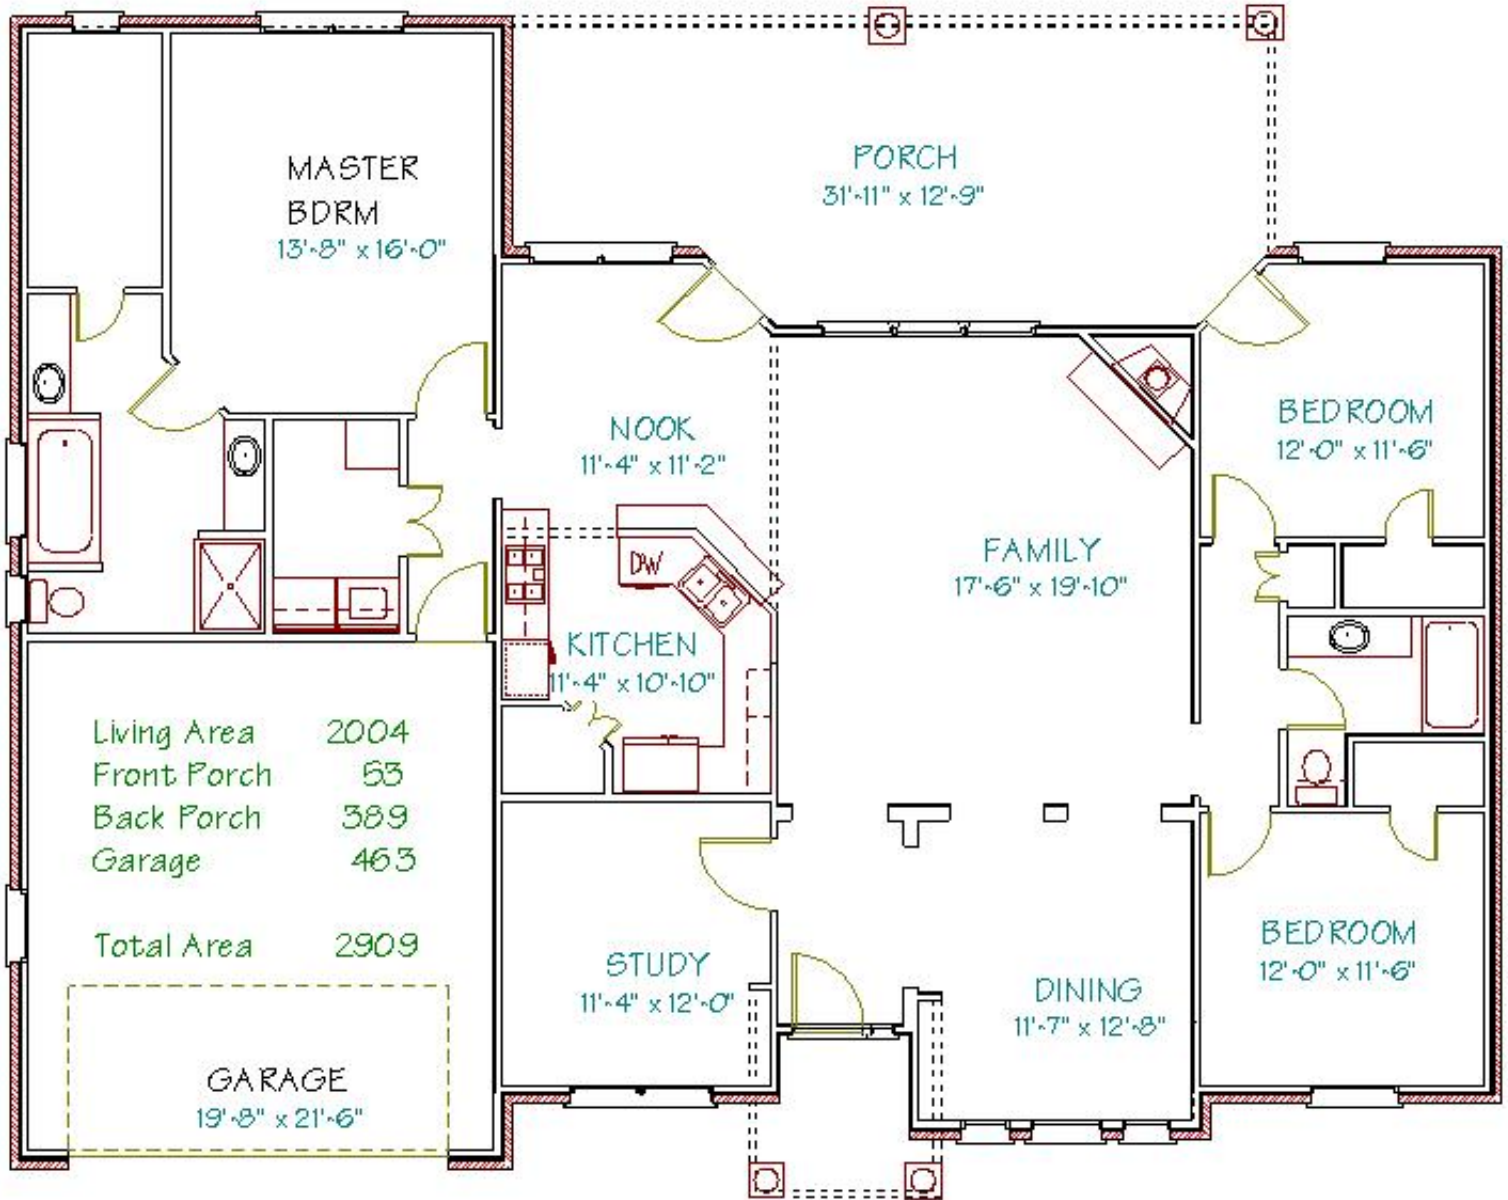 PORCH
31'-11" x 12'-9"
MASTER
BDRM
13'-8" x 16'-0"
NOOK
11'-4" x 11'-2"
BEDROOM
12'-0" x 11'-6"
FAMILY
17'-6" x 19'-10"
DW
KITCHEN
11'-4" x 10'-10"
Living Area 2004
Front Porch 53
Back Porch 389
Garage 463
Total Area 2909
STUDY
11'-4" x 12'-0"
DINING
11'-7" x 12'-8"
BEDROOM
12'-0" x 11'-6"
GARAGE
19'-8" x 21'-6"